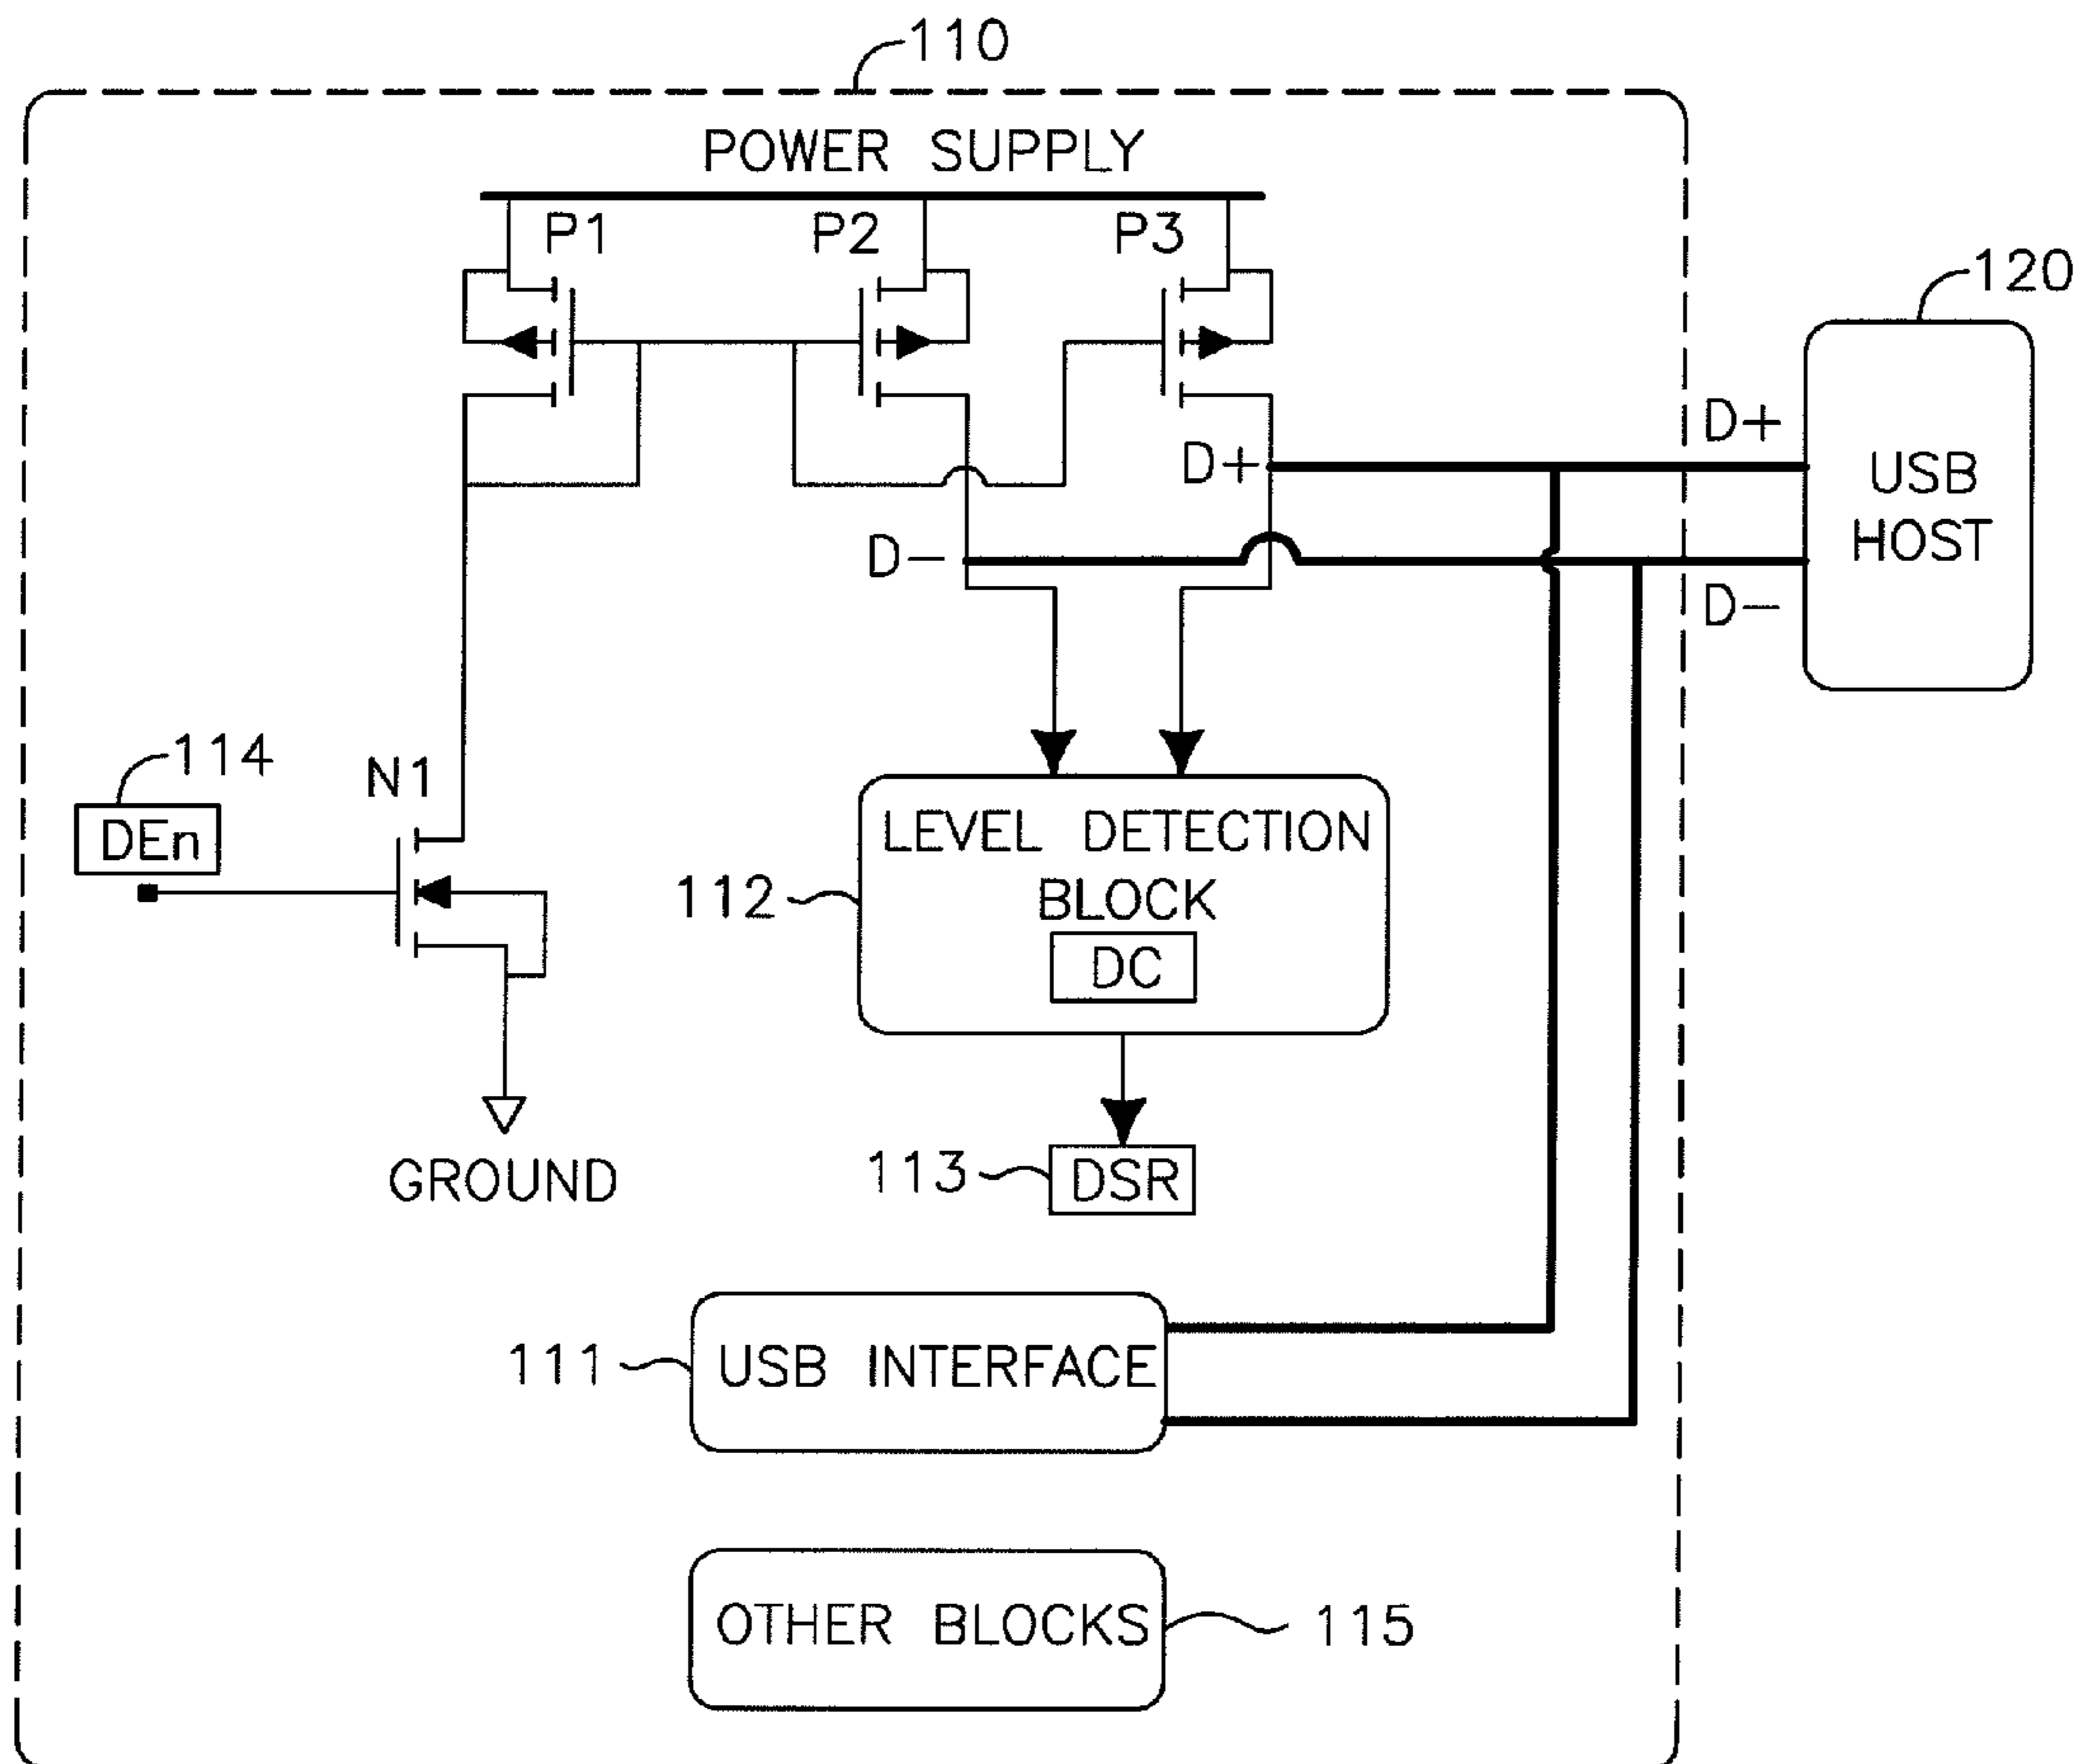 110
POWER SUPPLY
P1
P2
P3
120
D+
D+
USB
HOST
D-
D-
114
N1
DEn
LEVEL DETECTION
112
BLOCK
DC
GROUND
113
DSR
111
USB INTERFACE
OTHER BLOCKS
115